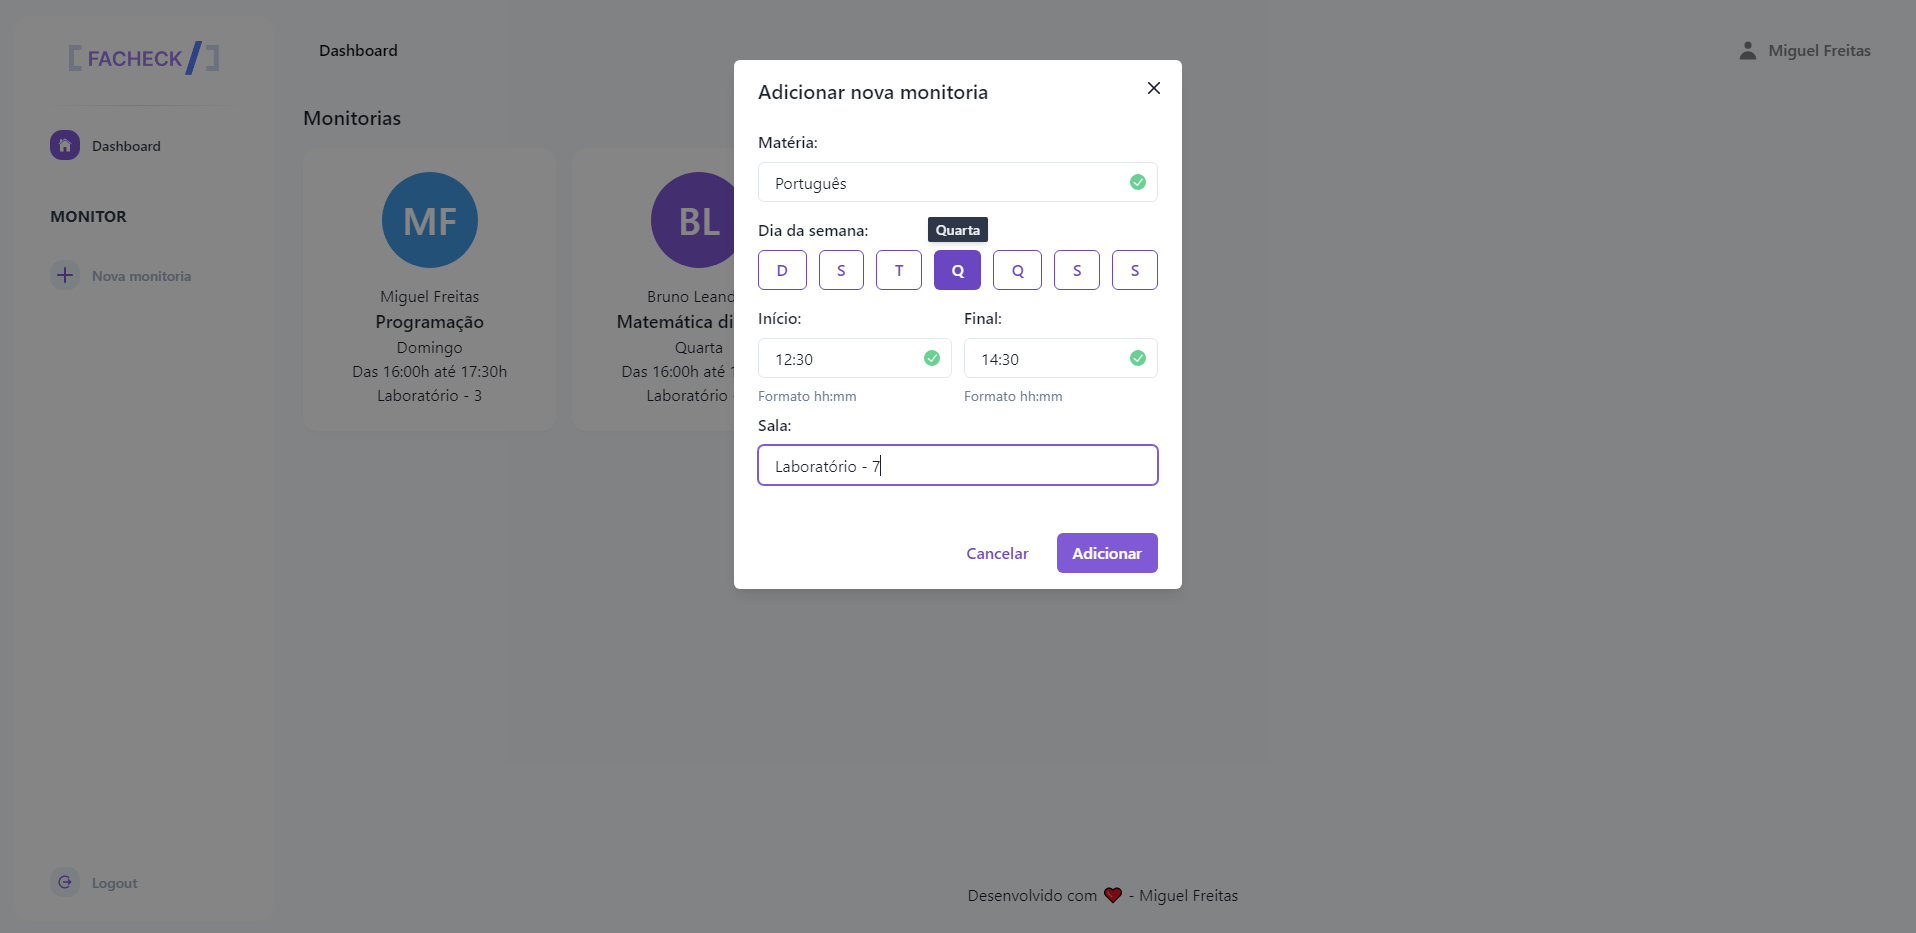 [ FACHECK/ ]
Dashboard
MONITOR
Nova monitoria
Logout
Dashboard
Miguel Freitas
Monitorias
MF
Miguel Freitas
Programação
Domingo
Das 16:00h até 17:30h
Laboratório - 3
BL
Bruno Leand
Matemática di
Quarta
Das 16:00h até
Laboratório
Adicionar nova monitoria
Matéria:
Português
Dia da semana:
Quarta
D S T Q Q S S
Início: Final:
12:30 14:30
Formato hh:mm Formato hh:mm
Sala:
Laboratório - 7
Cancelar Adicionar
Desenvolvido com ❤ - Miguel Freitas